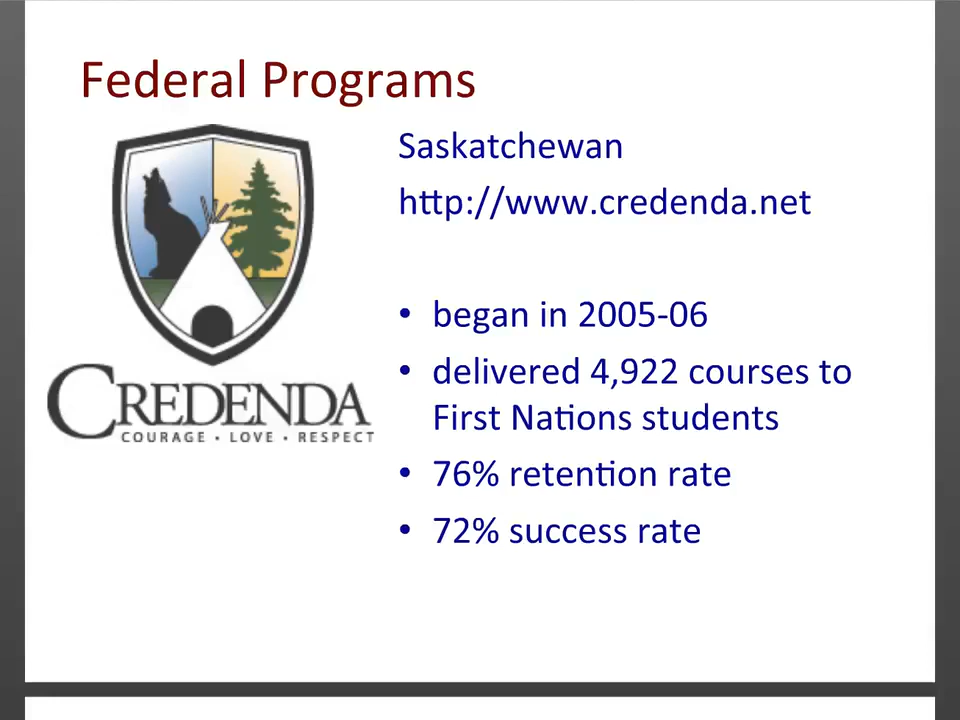 Federal Programs
Saskatchewan
http://www.credenda.net
• began in 2005-06
• delivered 4,922 courses to
First Nations students
• 76% retention rate
• 72% success rate
CREDENDA
COURAGE • LOVE • RESPECT